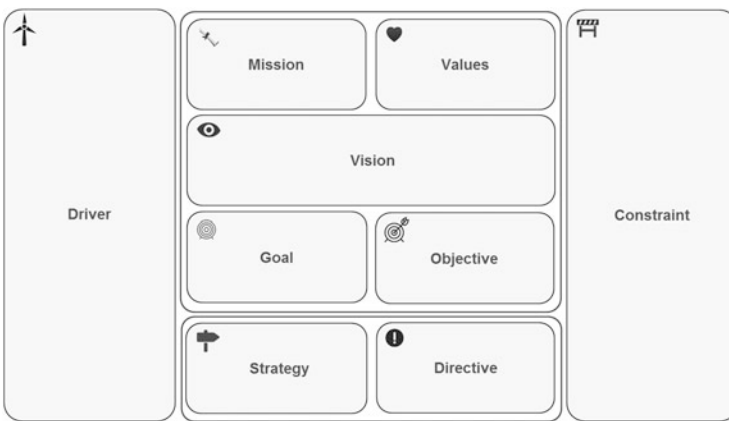 Mission
Values
Vision
Driver
Constraint
Goal
Objective
Strategy
Directive